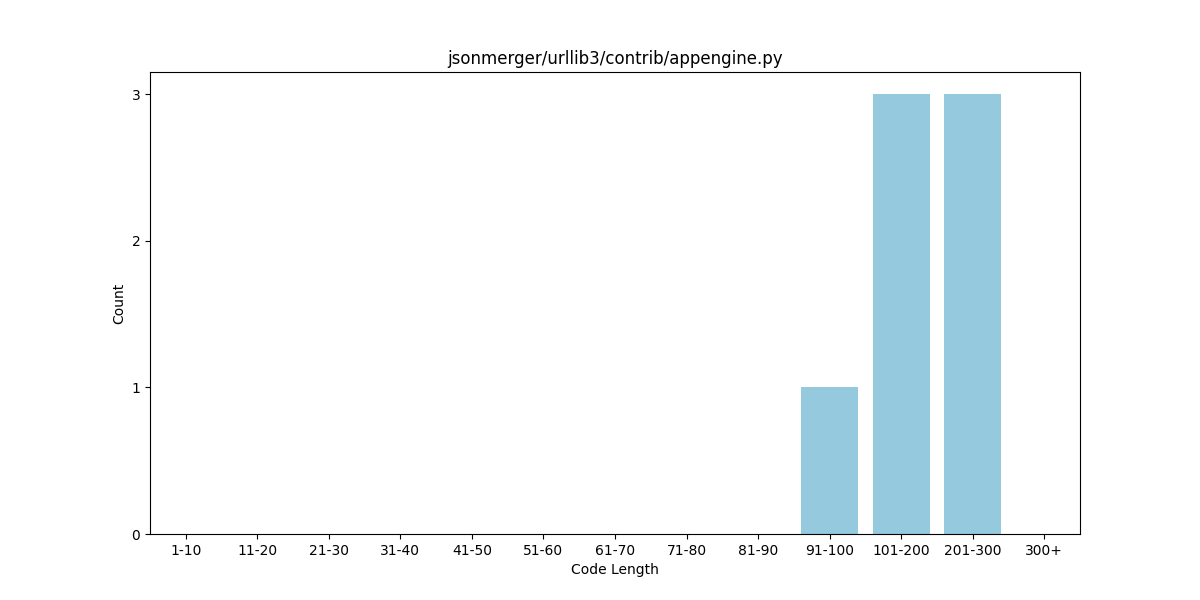 jsonmerger/urllib3/contrib/appengine.py
3
2
1
0
Count
1-10 11-20 21-30 31-40 41-50 51-60 61-70 71-80 81-90 91-100 101-200 201-300 300+
Code Length